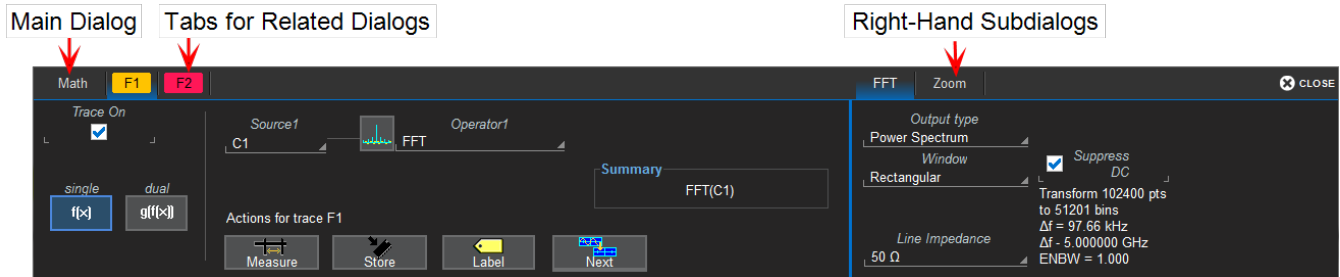 Main Dialog
Tabs for Related Dialogs
Right-Hand Subdialogs
Math
F1
F2
FFT
Zoom
CLOSE
Trace On
single
dual
f(x)
g(f(x))
Source1
C1
Operator1
FFT
Summary
FFT(C1)
Actions for trace F1
Measure
Store
Label
Next
Output type
Power Spectrum
Window
Rectangular
Line Impedance
50 Ω
Suppress
DC
Transform 102400 pts
to 51201 bins
Δf = 97.66 kHz
Δf - 5.000000 GHz
ENBW = 1.000